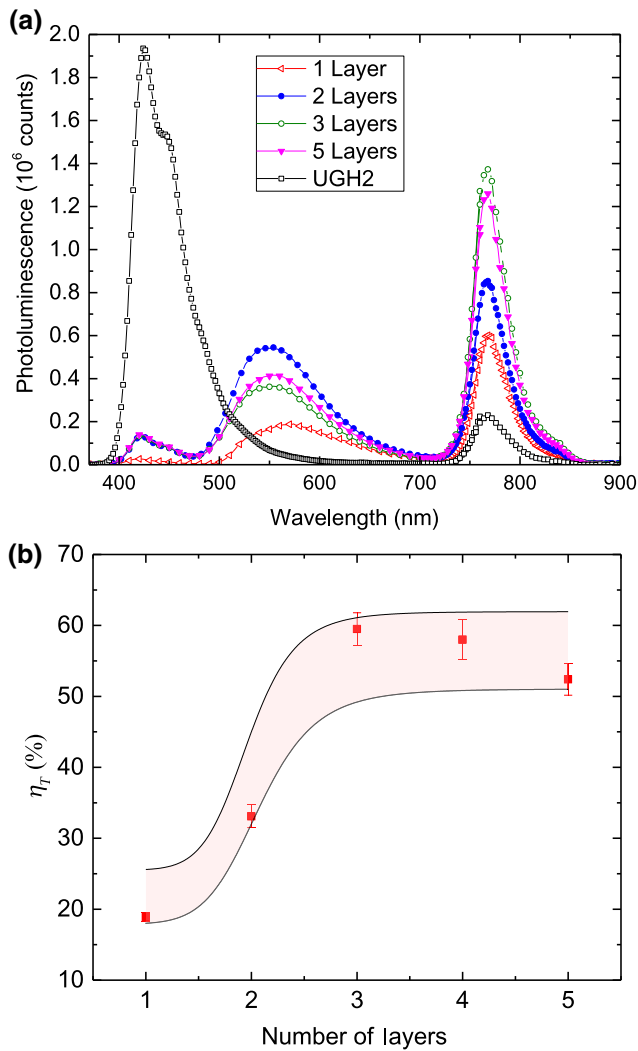 (a)
2.0
1.8
1.6
1.4
1.2
1.0
0.8
0.6
0.4
0.2
0.0
Photoluminescence (10⁶ counts)
1 Layer
2 Layers
3 Layers
5 Layers
UGH2
400 500 600 700 800 900
Wavelength (nm)
(b)
70
60
50
40
30
20
10
η_T (%)
1 2 3 4 5
Number of layers